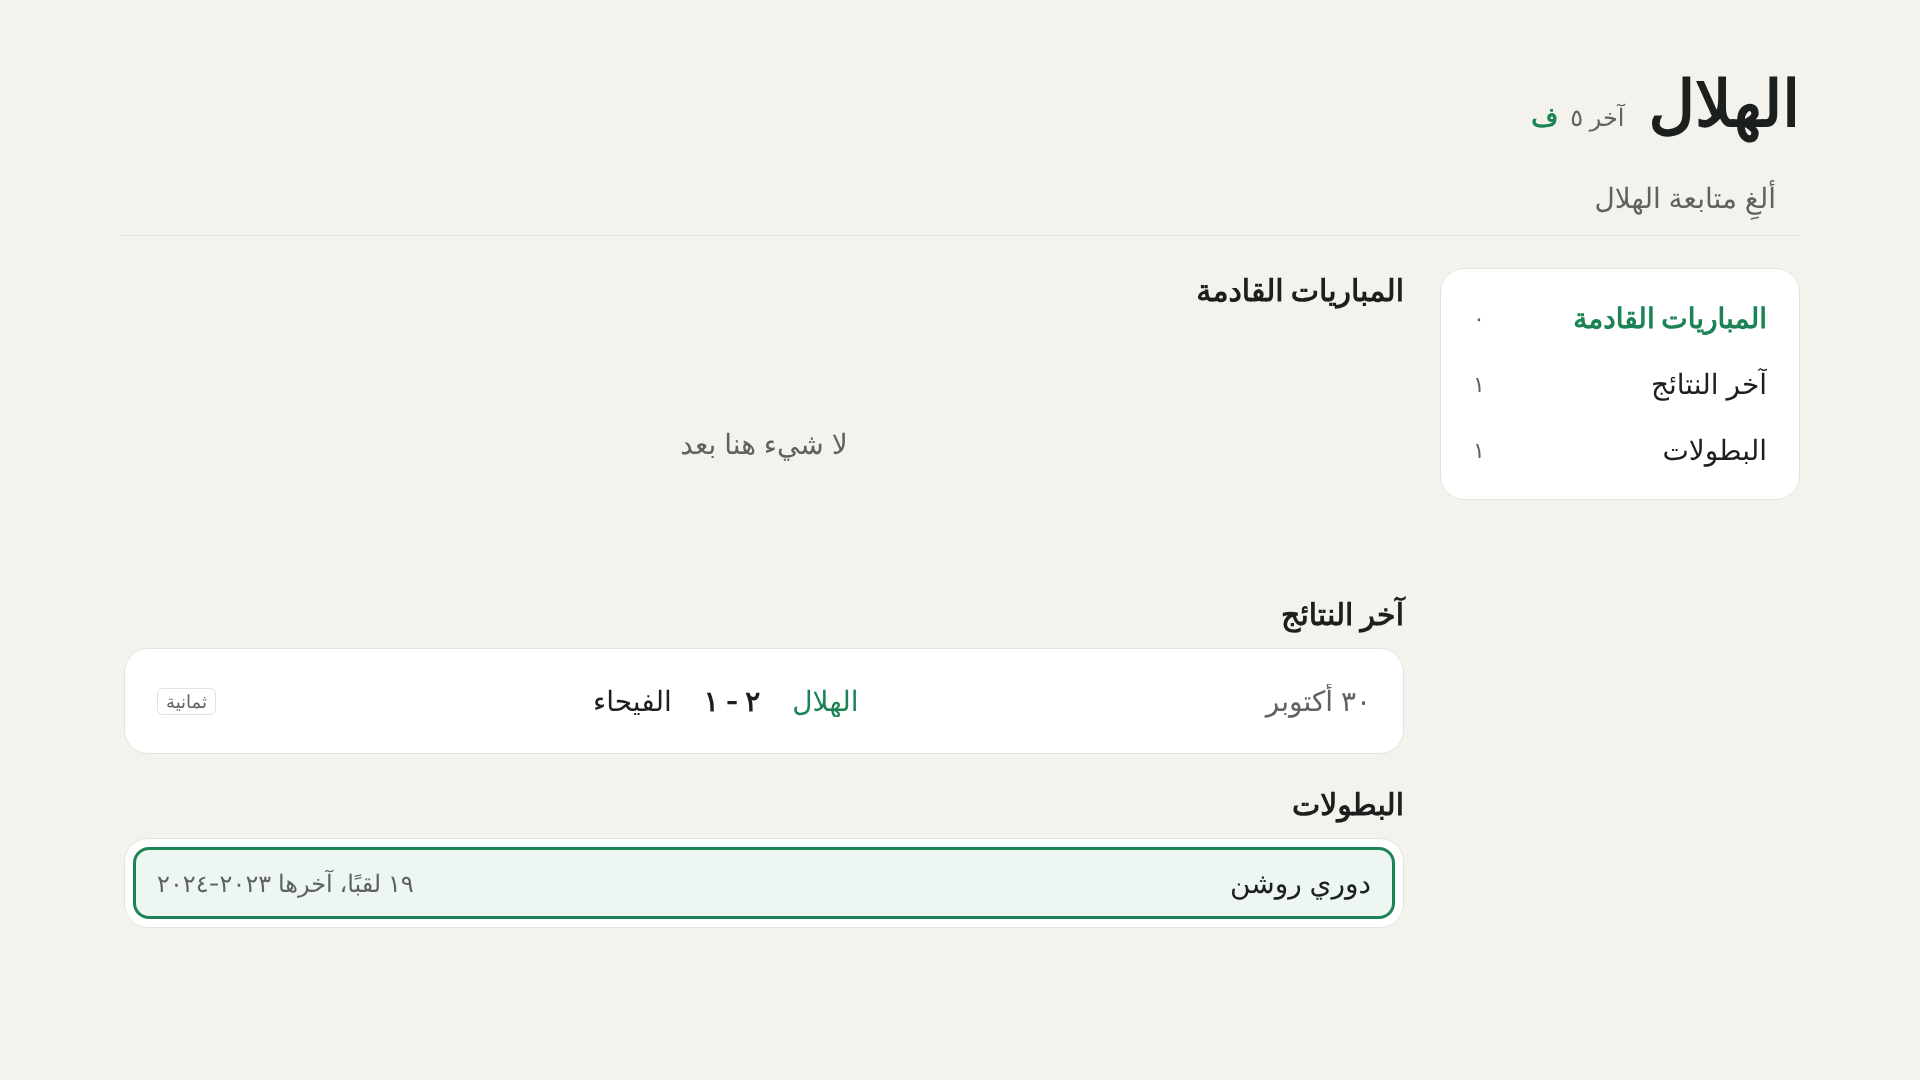 الهلال آخر ٥ ف
ألغِ متابعة الهلال
المباريات القادمة ٠
آخر النتائج ١
البطولات ١
المباريات القادمة
لا شيء هنا بعد
آخر النتائج
٣٠ أكتوبر الهلال ٢ - ١ الفيحاء ثمانية
البطولات
دوري روشن ١٩ لقبًا، آخرها ٢٠٢٣-٢٠٢٤